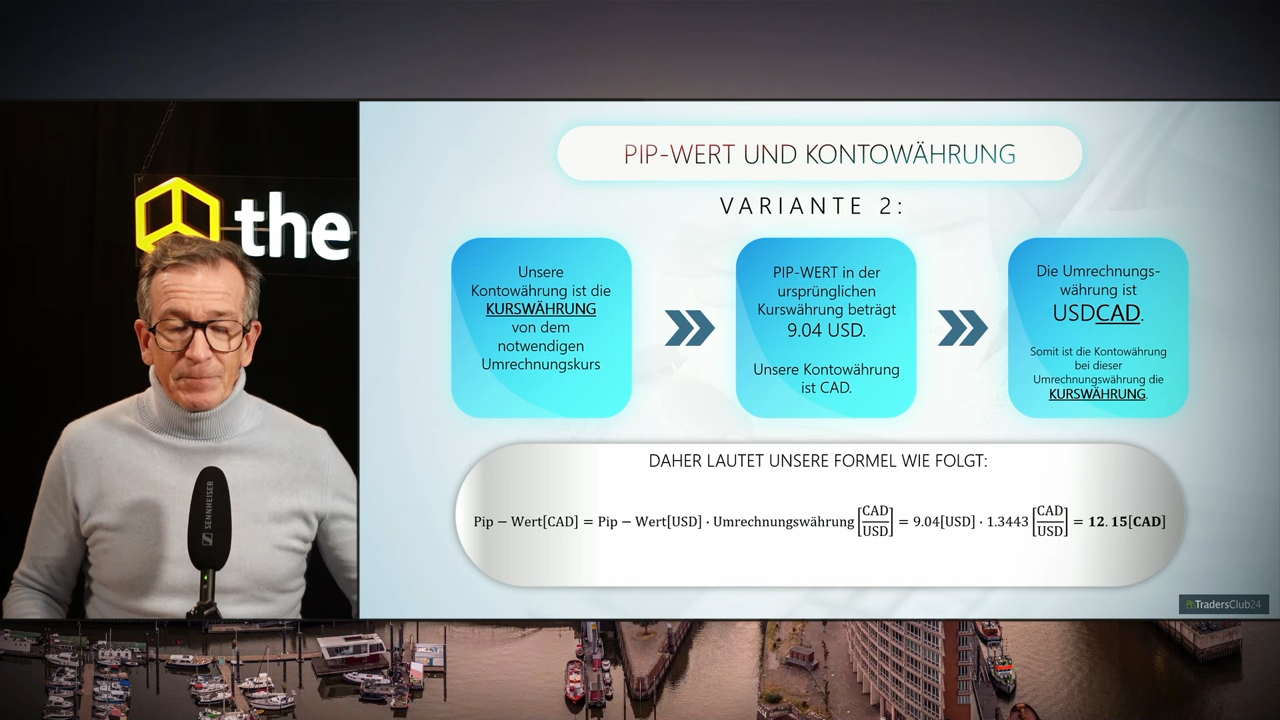 the
SENNHEISER
PIP-WERT UND KONTOWÄHRUNG
VARIANTE 2:
Unsere
Kontowährung ist die
KURSWÄHRUNG
von dem
notwendigen
Umrechnungskurs
PIP-WERT in der
ursprünglichen
Kurswährung beträgt
9.04 USD.
Unsere Kontowährung
ist CAD.
Die Umrechnungs-
währung ist
USDCAD.
Somit ist die Kontowährung
bei dieser
Umrechnungswährung die
KURSWÄHRUNG.
DAHER LAUTET UNSERE FORMEL WIE FOLGT:
Pip − Wert[CAD] = Pip − Wert[USD] · Umrechnungswährung [CAD/USD] = 9.04[USD] · 1.3443 [CAD/USD] = 12.15[CAD]
TradersClub24